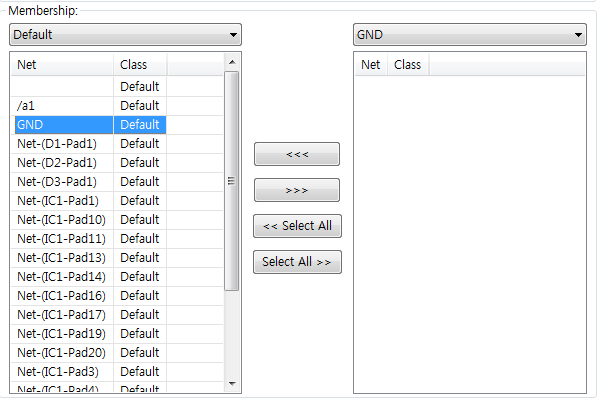 Membership:
Default
GND
Net Class
Default
/a1 Default
GND Default
Net-(D1-Pad1) Default
Net-(D2-Pad1) Default
Net-(D3-Pad1) Default
Net-(IC1-Pad1) Default
Net-(IC1-Pad10) Default
Net-(IC1-Pad11) Default
Net-(IC1-Pad13) Default
Net-(IC1-Pad14) Default
Net-(IC1-Pad16) Default
Net-(IC1-Pad17) Default
Net-(IC1-Pad19) Default
Net-(IC1-Pad20) Default
Net-(IC1-Pad3) Default
Net-(IC1-Pad4) Default
<<<
>>>
<< Select All
Select All >>
Net Class